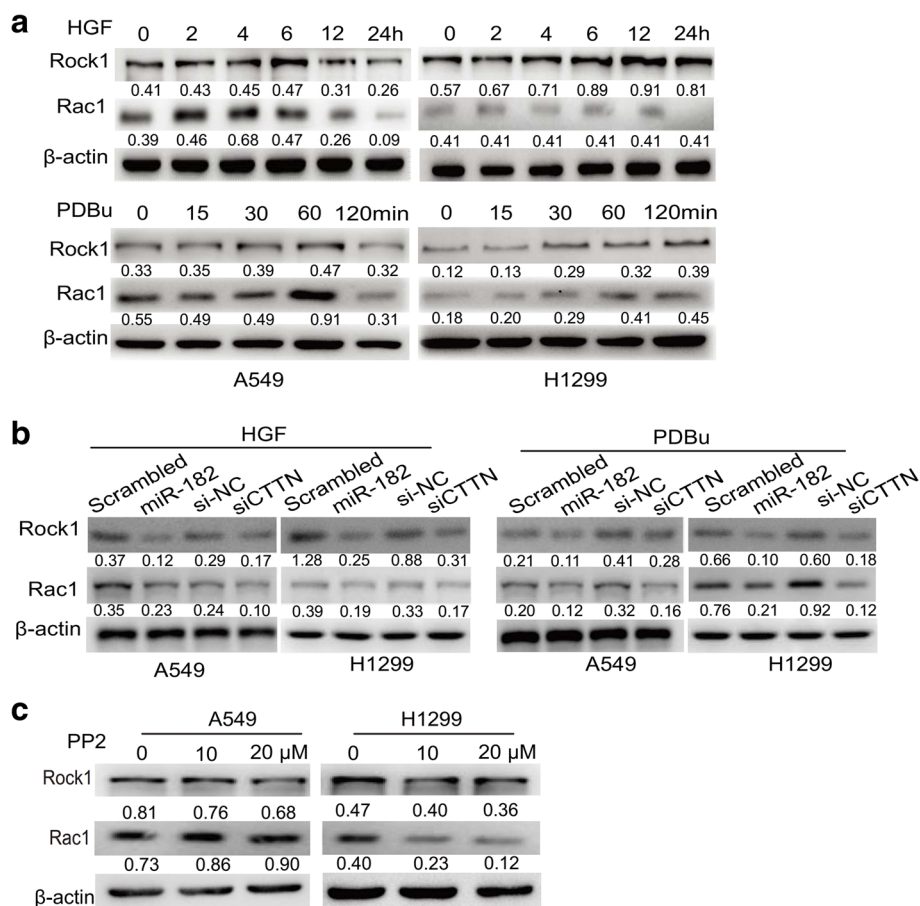 a
HGF 0 2 4 6 12 24h 0 2 4 6 12 24h
Rock1
0.41 0.43 0.45 0.47 0.31 0.26 0.57 0.67 0.71 0.89 0.91 0.81
Rac1
0.39 0.46 0.68 0.47 0.26 0.09 0.41 0.41 0.41 0.41 0.41 0.41
β-actin
PDBu 0 15 30 60 120min 0 15 30 60 120min
Rock1
0.33 0.35 0.39 0.47 0.32 0.12 0.13 0.29 0.32 0.39
Rac1
0.55 0.49 0.49 0.91 0.31 0.18 0.20 0.29 0.41 0.45
β-actin
A549 H1299
b
HGF PDBu
Scrambled miR-182 si-NC siCTTN Scrambled miR-182 si-NC siCTTN Scrambled miR-182 si-NC siCTTN Scrambled miR-182 si-NC siCTTN
Rock1
0.37 0.12 0.29 0.17 1.28 0.25 0.88 0.31 0.21 0.11 0.41 0.28 0.66 0.10 0.60 0.18
Rac1
0.35 0.23 0.24 0.10 0.39 0.19 0.33 0.17 0.20 0.12 0.32 0.16 0.76 0.21 0.92 0.12
β-actin
A549 H1299 A549 H1299
c
A549 H1299
PP2 0 10 20 μM 0 10 20 μM
Rock1
0.81 0.76 0.68 0.47 0.40 0.36
Rac1
0.73 0.86 0.90 0.40 0.23 0.12
β-actin